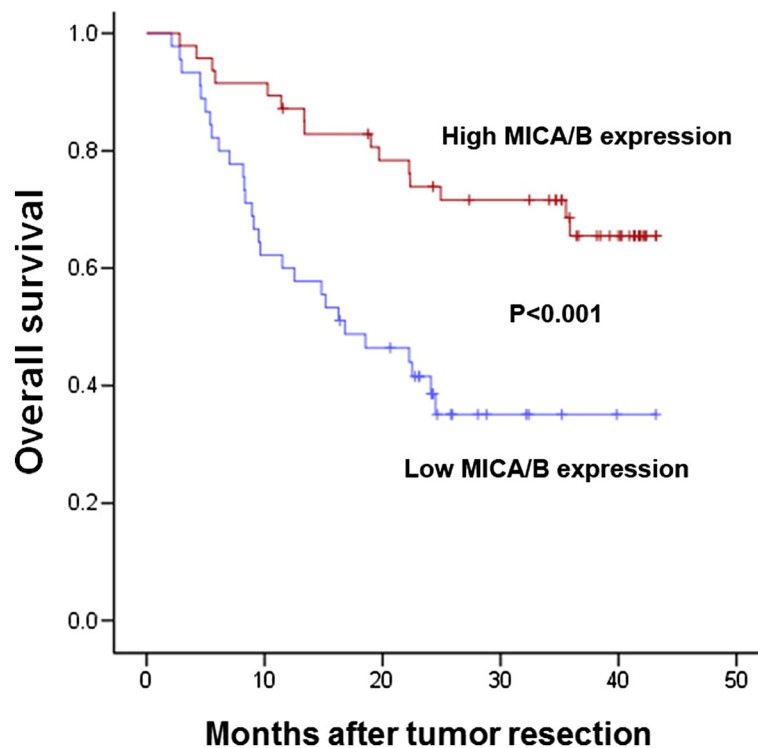 1.0
0.8
0.6
0.4
0.2
0.0
Overall survival
High MICA/B expression
P<0.001
Low MICA/B expression
0 10 20 30 40 50
Months after tumor resection